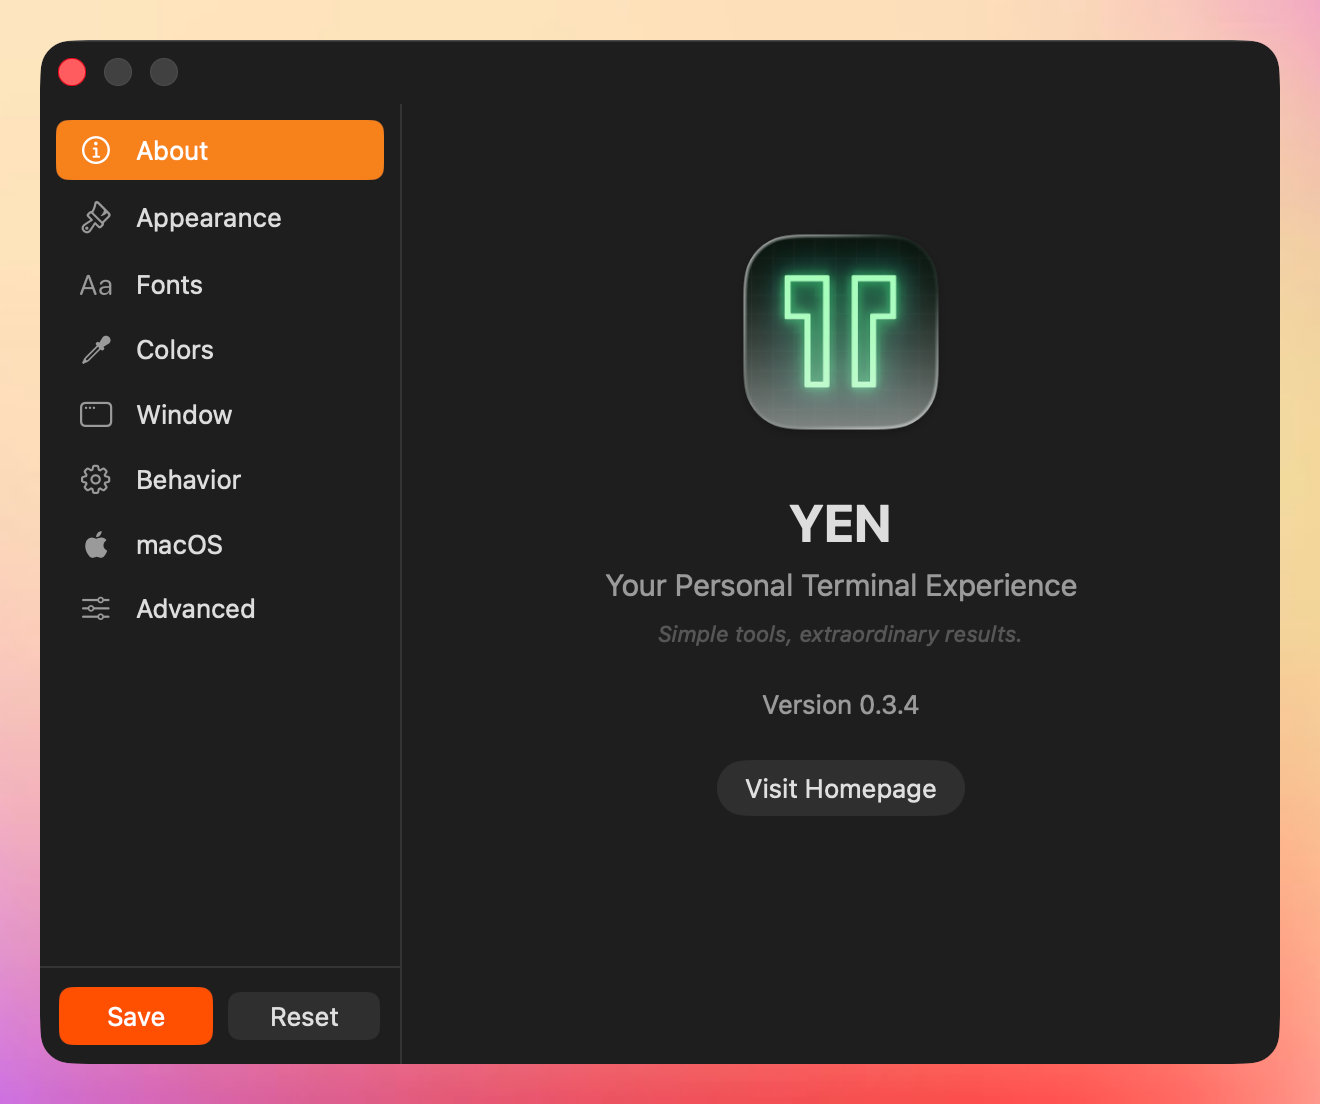 About
Appearance
Aa Fonts
Colors
Window
Behavior
macOS
Advanced
Save
Reset
YEN
Your Personal Terminal Experience
Simple tools, extraordinary results.
Version 0.3.4
Visit Homepage